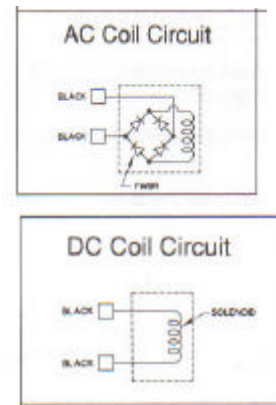 AC Coil Circuit
BLACK
BLACK
DC Coil Circuit
BLACK
SOLENOID
BLACK